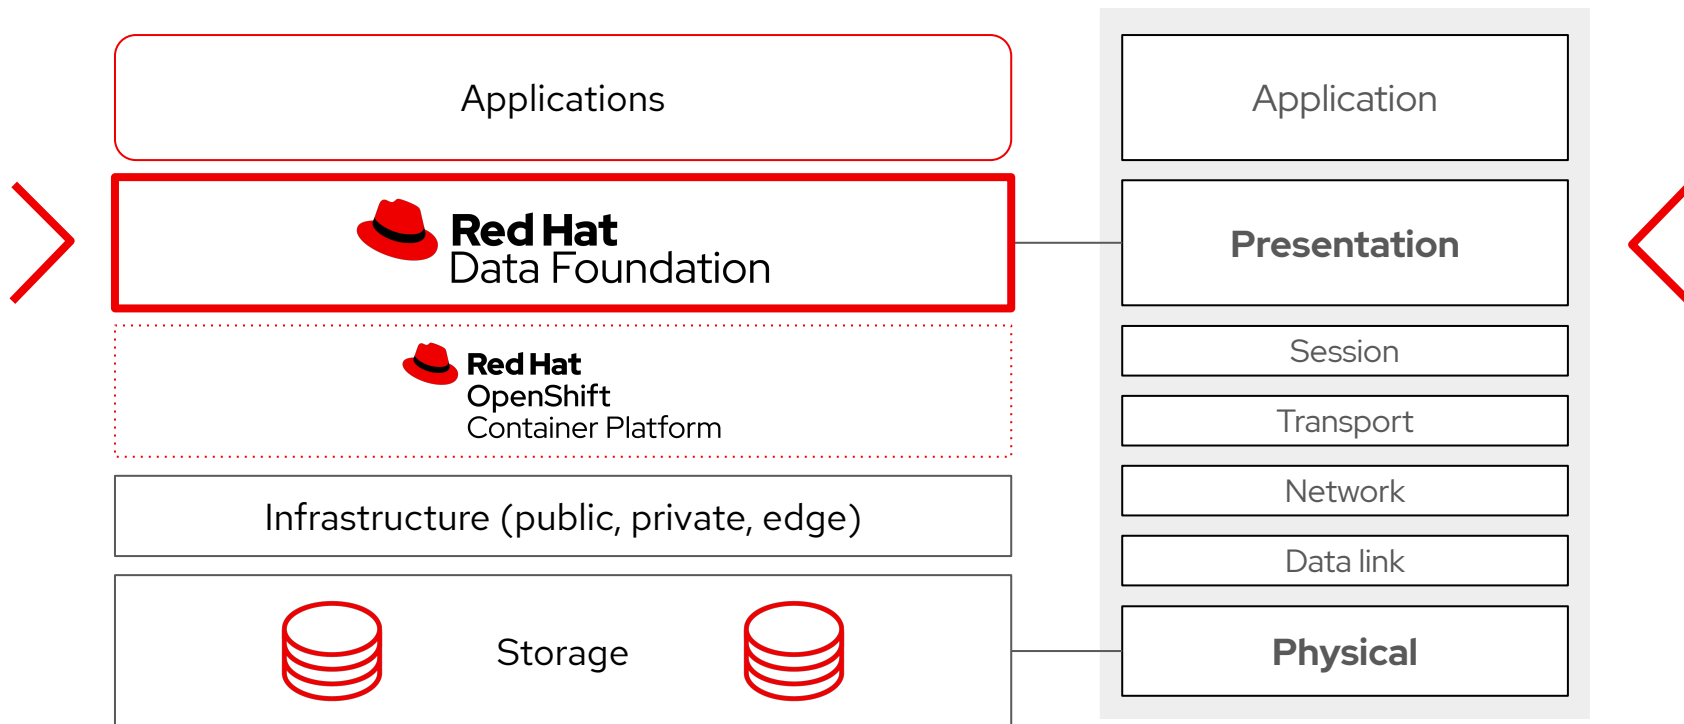 Applications
Red Hat
Data Foundation
Red Hat
OpenShift
Container Platform
Infrastructure (public, private, edge)
Storage
Application
Presentation
Session
Transport
Network
Data link
Physical